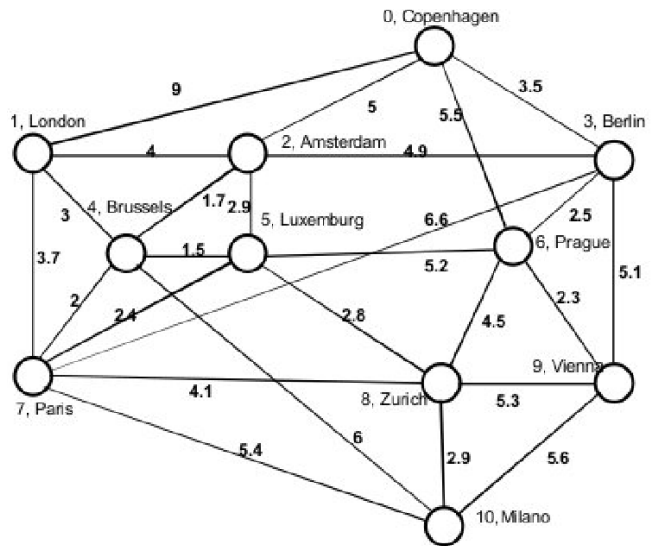 0, Copenhagen
9
3.5
5
5.5
1, London
3, Berlin
2, Amsterdam
4
4.9
4, Brussels
1.7
2.9
3
5, Luxemburg
6.6
2.5
6, Prague
1.5
3.7
5.2
5.1
2
2.4
2.8
4.5
2.3
9, Vienna
4.1
8, Zurich
5.3
7, Paris
5.4
6
2.9
5.6
10, Milano